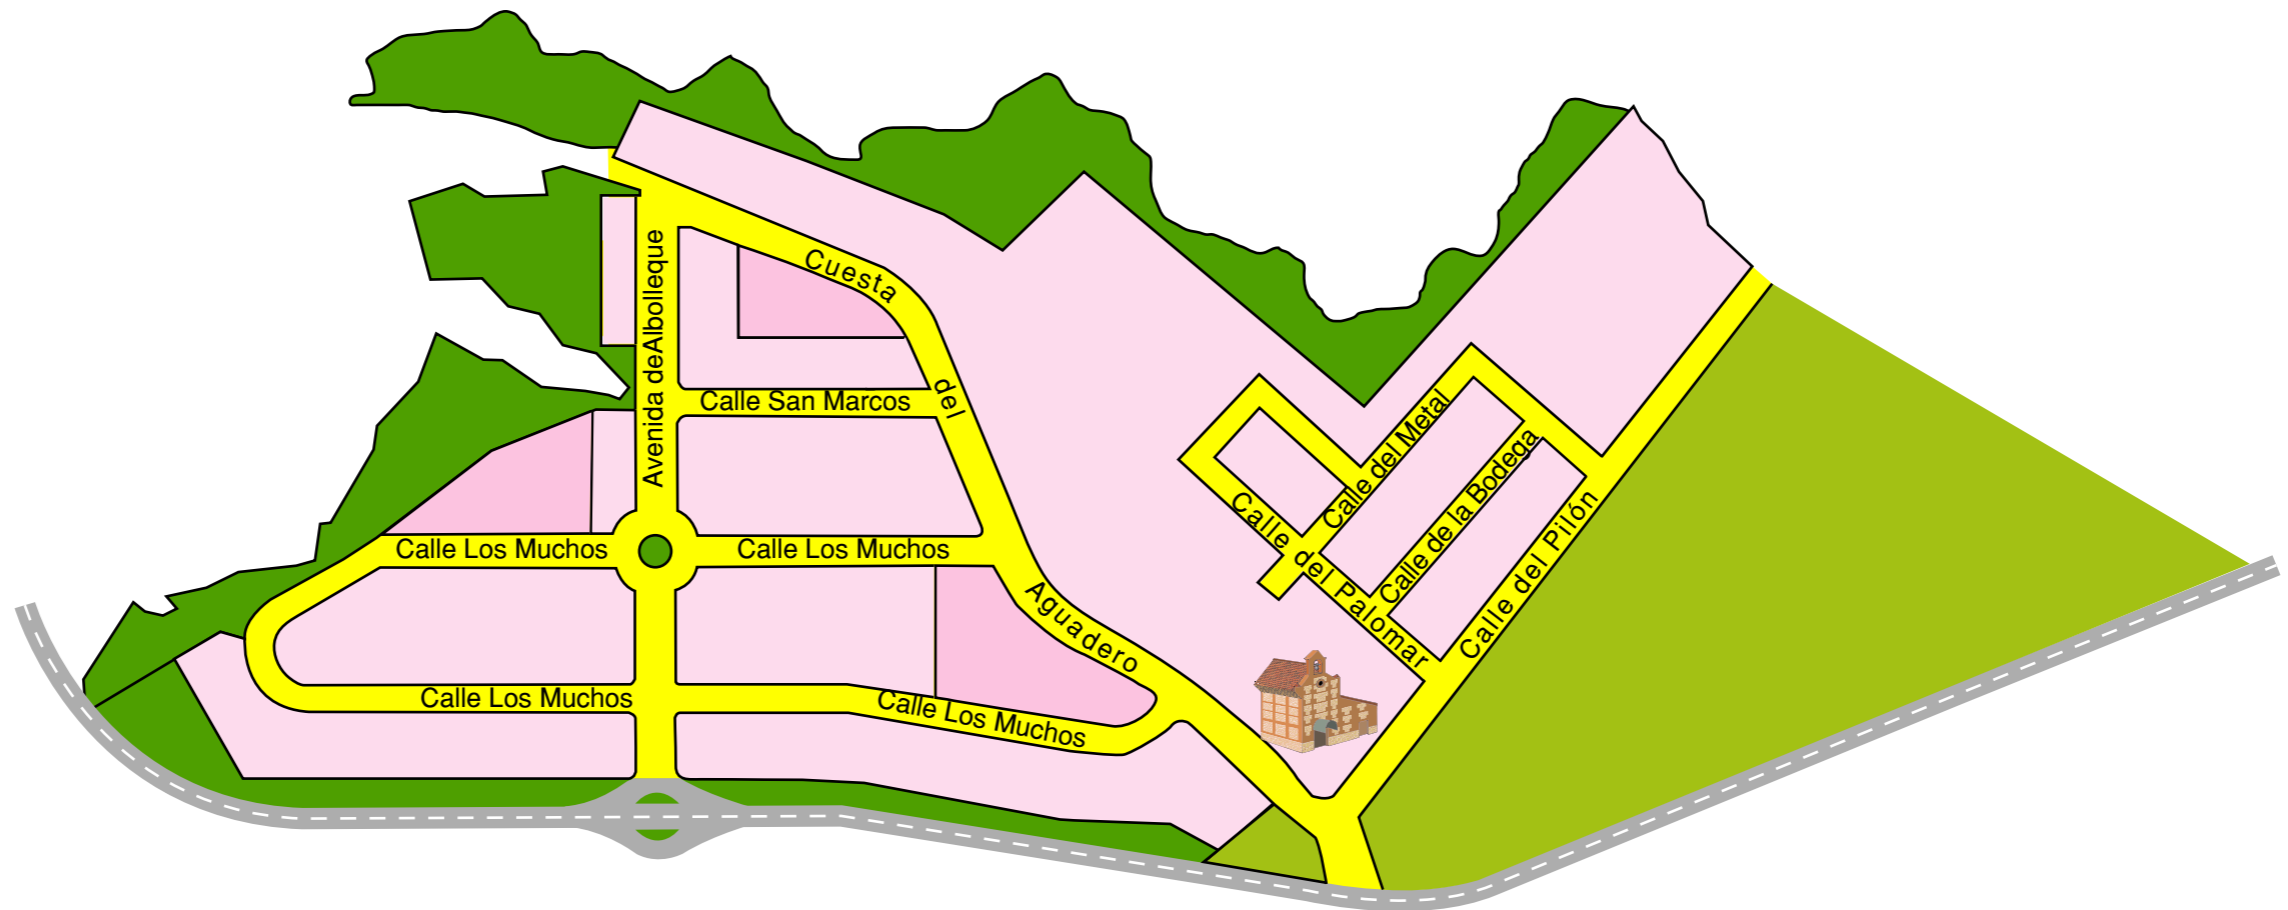 Avenida deAlbolleque
Cuesta del Aguadero
Calle San Marcos
Calle Los Muchos
Calle Los Muchos
Calle Los Muchos
Calle Los Muchos
Calle del Metal
Calle de la Bodega
Calle del Palomar
Calle del Pilón